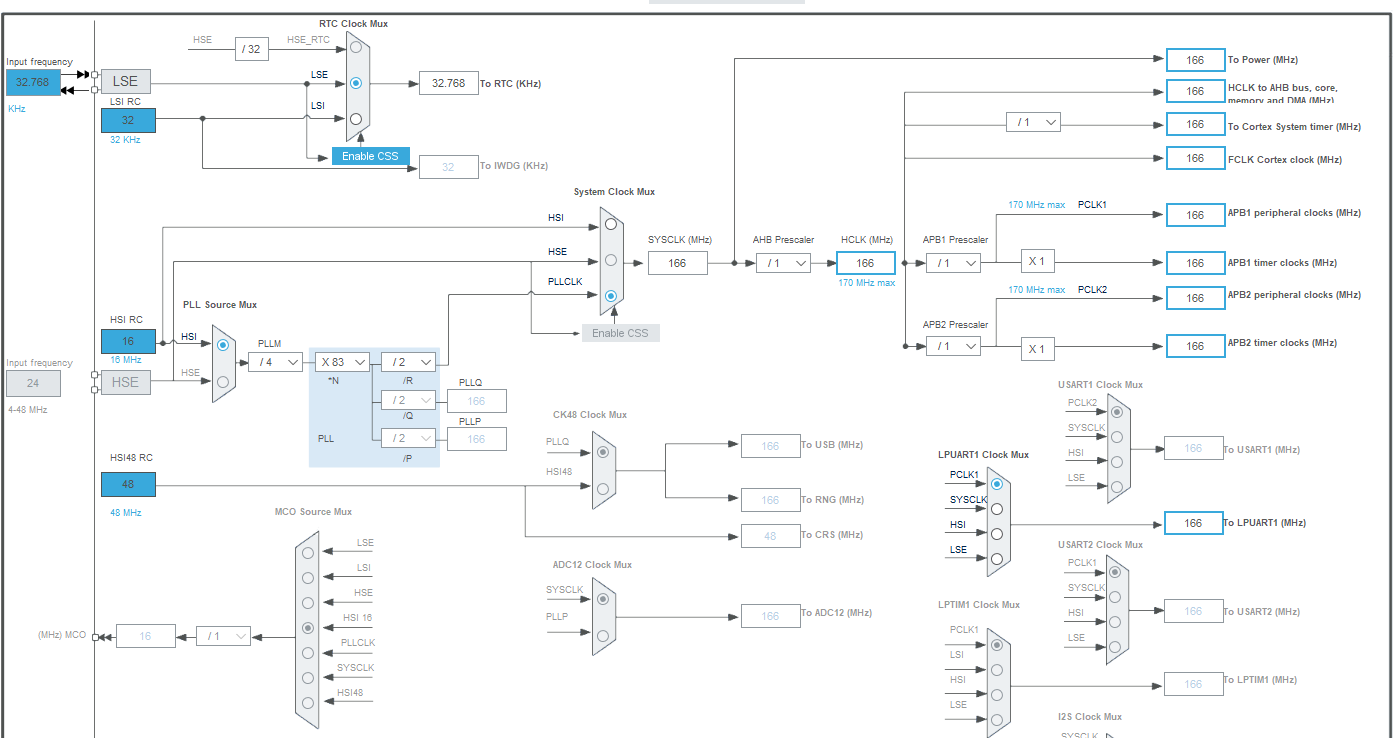 RTC Clock Mux
HSE
/ 32
HSE_RTC
Input frequency
32.768
KHz
LSE
LSE
32.768
To RTC (KHz)
LSI RC
32
32 KHz
LSI
Enable CSS
32
To IWDG (KHz)
System Clock Mux
HSI
HSE
PLLCLK
SYSCLK (MHz)
166
AHB Prescaler
/ 1
HCLK (MHz)
166
170 MHz max
Enable CSS
166
To Power (MHz)
166
HCLK to AHB bus, core,
memory and DMA (MHz)
/ 1
166
To Cortex System timer (MHz)
166
FCLK Cortex clock (MHz)
APB1 Prescaler
/ 1
170 MHz max
PCLK1
166
APB1 peripheral clocks (MHz)
X 1
166
APB1 timer clocks (MHz)
APB2 Prescaler
/ 1
170 MHz max
PCLK2
166
APB2 peripheral clocks (MHz)
X 1
166
APB2 timer clocks (MHz)
PLL Source Mux
HSI RC
16
16 MHz
HSI
Input frequency
24
4-48 MHz
HSE
HSE
PLLM
/ 4
X 83
*N
/ 2
/R
/ 2
/Q
PLLQ
166
/ 2
/P
PLLP
166
PLL
HSI48 RC
48
48 MHz
CK48 Clock Mux
PLLQ
HSI48
166
To USB (MHz)
166
To RNG (MHz)
48
To CRS (MHz)
ADC12 Clock Mux
SYSCLK
PLLP
166
To ADC12 (MHz)
MCO Source Mux
LSE
LSI
HSE
HSI 16
PLLCLK
SYSCLK
HSI48
(MHz) MCO
16
/ 1
USART1 Clock Mux
PCLK2
SYSCLK
HSI
LSE
166
To USART1 (MHz)
LPUART1 Clock Mux
PCLK1
SYSCLK
HSI
LSE
166
To LPUART1 (MHz)
USART2 Clock Mux
PCLK1
SYSCLK
HSI
LSE
166
To USART2 (MHz)
LPTIM1 Clock Mux
PCLK1
LSI
HSI
LSE
166
To LPTIM1 (MHz)
I2S Clock Mux
SYSCLK